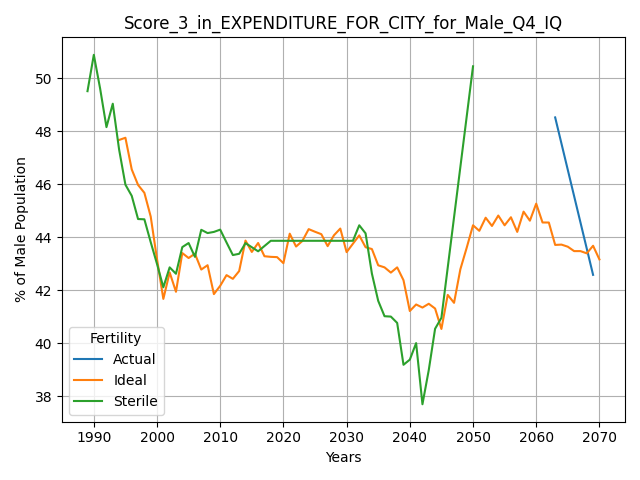 Score_3_in_EXPENDITURE_FOR_CITY_for_Male_Q4_IQ
% of Male Population
50
48
46
44
42
40
38
Fertility
Actual
Ideal
Sterile
1990 2000 2010 2020 2030 2040 2050 2060 2070
Years